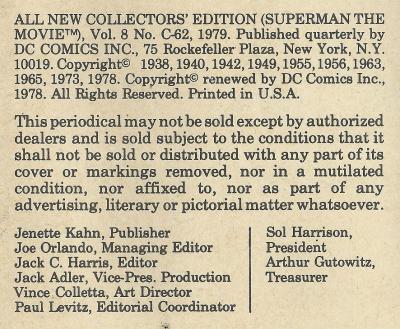 ALL NEW COLLECTORS' EDITION (SUPERMAN THE
MOVIE™), Vol. 8 No. C-62, 1979. Published quarterly by
DC COMICS INC., 75 Rockefeller Plaza, New York, N.Y.
10019. Copyright© 1938, 1940, 1942, 1949, 1955, 1956, 1963,
1965, 1973, 1978. Copyright© renewed by DC Comics Inc.,
1978. All Rights Reserved. Printed in U.S.A.
This periodical may not be sold except by authorized
dealers and is sold subject to the conditions that it
shall not be sold or distributed with any part of its
cover or markings removed, nor in a mutilated
condition, nor affixed to, nor as part of any
advertising, literary or pictorial matter whatsoever.
Jenette Kahn, Publisher
Joe Orlando, Managing Editor
Jack C. Harris, Editor
Jack Adler, Vice-Pres. Production
Vince Colletta, Art Director
Paul Levitz, Editorial Coordinator
Sol Harrison,
President
Arthur Gutowitz,
Treasurer